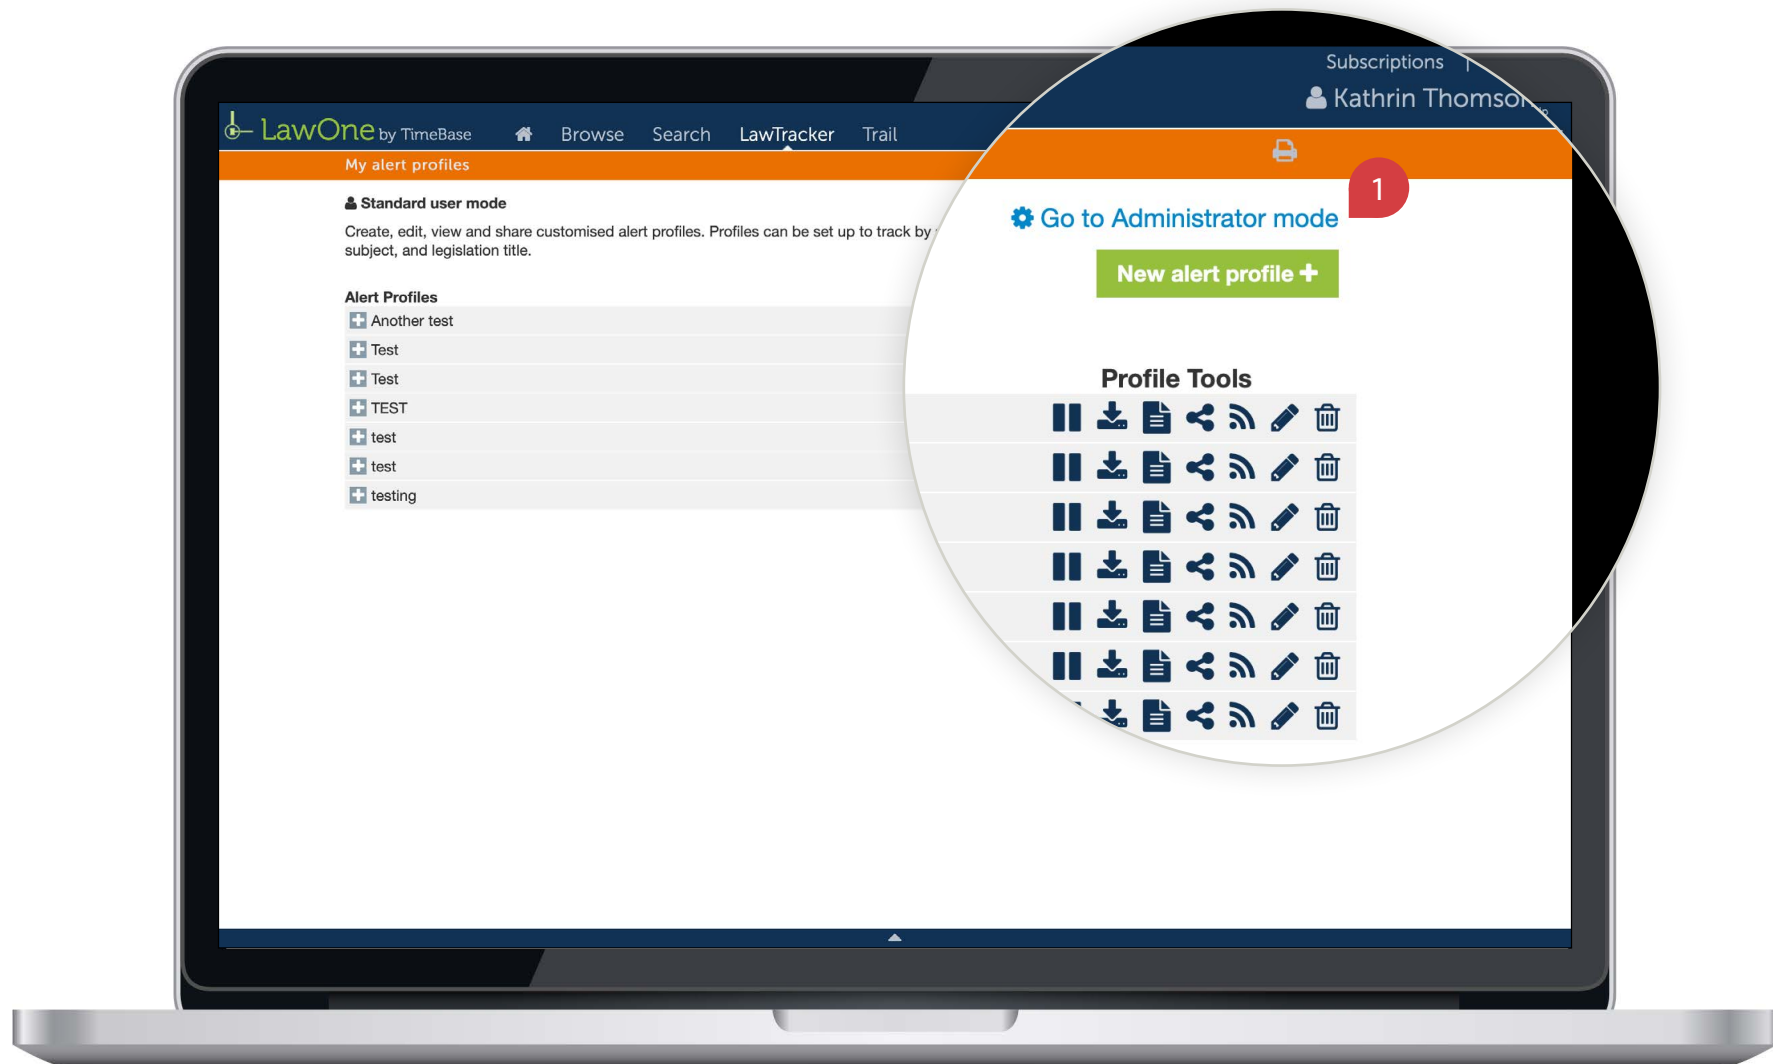 Subscriptions |
Kathrin Thomson
LawOne by TimeBase Browse Search LawTracker Trail
My alert profiles
1
Standard user mode
Go to Administrator mode
Create, edit, view and share customised alert profiles. Profiles can be set up to track by
subject, and legislation title.
New alert profile
Alert Profiles
Another test
Test
Test
TEST
test
test
testing
Profile Tools